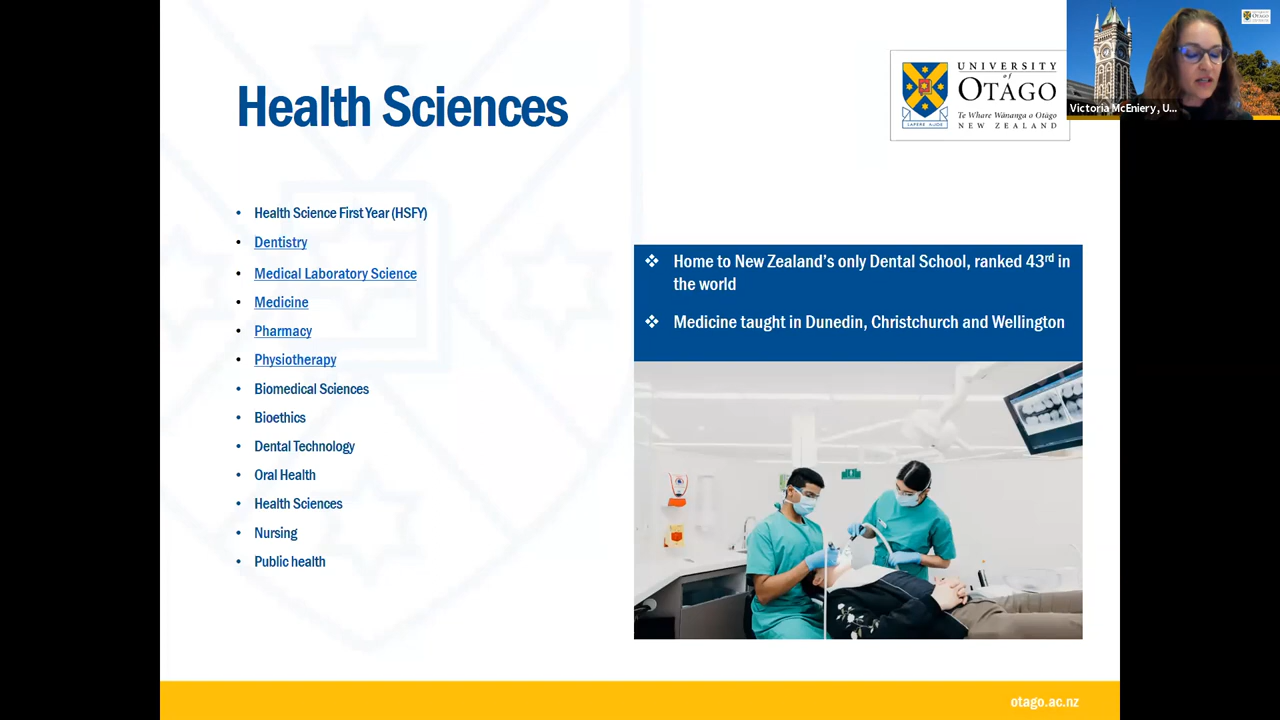 Health Sciences
UNIVERSITY
of
OTAGO
Te Whare Wānanga o Otāgo
NEW ZEALAND
Victoria McEniery, U...
• Health Science First Year (HSFY)
• Dentistry
• Medical Laboratory Science
• Medicine
• Pharmacy
• Physiotherapy
• Biomedical Sciences
• Bioethics
• Dental Technology
• Oral Health
• Health Sciences
• Nursing
• Public health
❖ Home to New Zealand's only Dental School, ranked 43rd in
the world
❖ Medicine taught in Dunedin, Christchurch and Wellington
otago.ac.nz